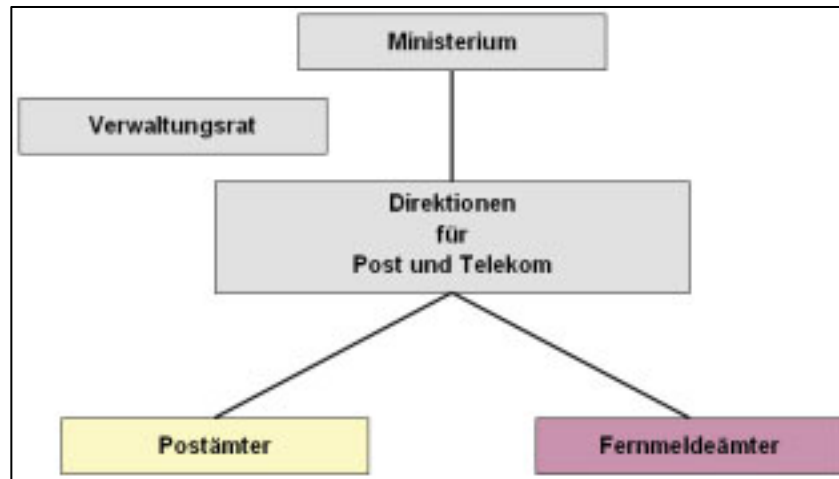 Ministerium
Verwaltungsrat
Direktionen
für
Post und Telekom
Postämter
Fernmeldeämter